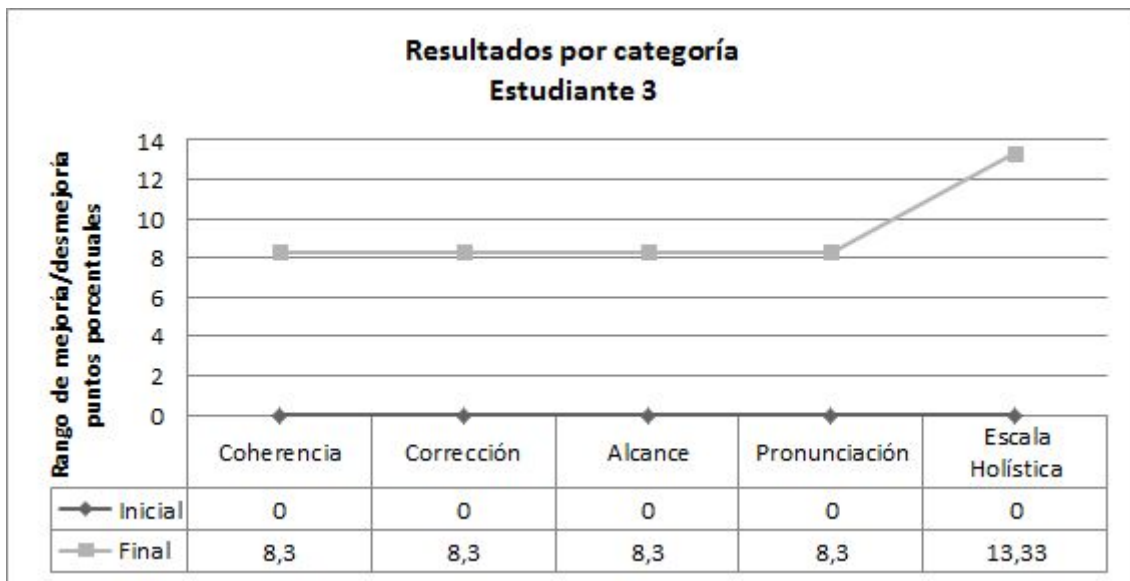 Resultados por categoría
Estudiante 3
Rango de mejoría/desmejoría
puntos porcentuales
14
12
10
8
6
4
2
0
Coherencia Corrección Alcance Pronunciación Escala
Holística
Inicial 0 0 0 0 0
Final 8,3 8,3 8,3 8,3 13,33